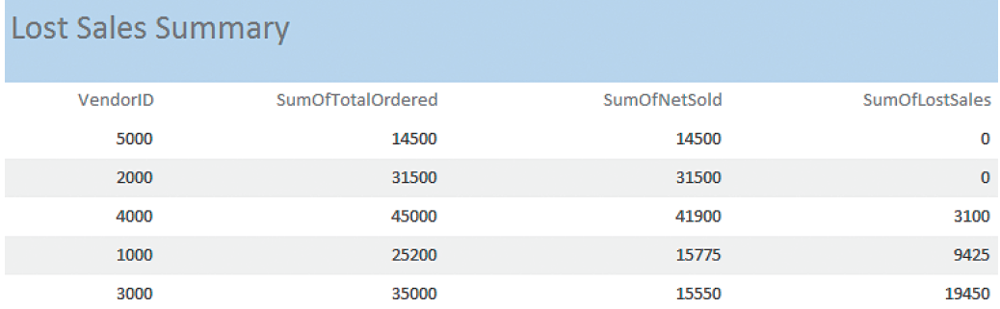 Lost Sales Summary
VendorID SumOfTotalOrdered SumOfNetSold SumOfLostSales
5000 14500 14500 0
2000 31500 31500 0
4000 45000 41900 3100
1000 25200 15775 9425
3000 35000 15550 19450